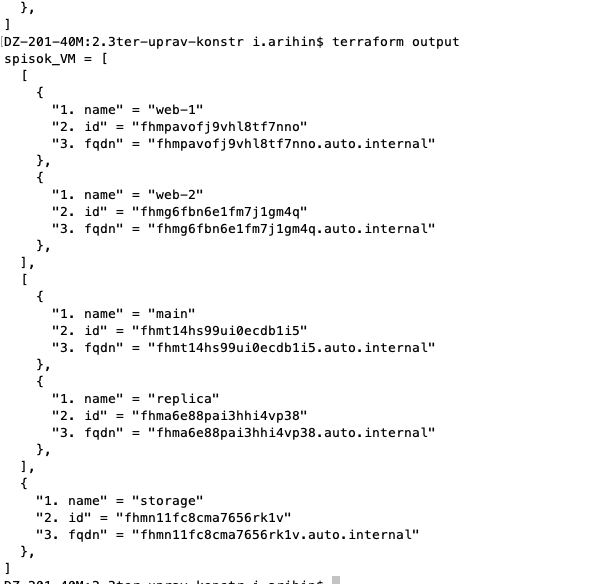 },
]
DZ-201-40M:2.3ter-uprav-konstr i.arihin$ terraform output
spisok_VM = [
  [
    {
      "1. name" = "web-1"
      "2. id" = "fhmpavofj9vhl8tf7nno"
      "3. fqdn" = "fhmpavofj9vhl8tf7nno.auto.internal"
    },
    {
      "1. name" = "web-2"
      "2. id" = "fhmg6fbn6e1fm7j1gm4q"
      "3. fqdn" = "fhmg6fbn6e1fm7j1gm4q.auto.internal"
    },
  ],
  [
    {
      "1. name" = "main"
      "2. id" = "fhmt14hs99ui0ecdb1i5"
      "3. fqdn" = "fhmt14hs99ui0ecdb1i5.auto.internal"
    },
    {
      "1. name" = "replica"
      "2. id" = "fhma6e88pai3hhi4vp38"
      "3. fqdn" = "fhma6e88pai3hhi4vp38.auto.internal"
    },
  ],
  {
    "1. name" = "storage"
    "2. id" = "fhmn11fc8cma7656rk1v"
    "3. fqdn" = "fhmn11fc8cma7656rk1v.auto.internal"
  },
]
DZ-201-40M:2.3ter-uprav-konstr i.arihin$